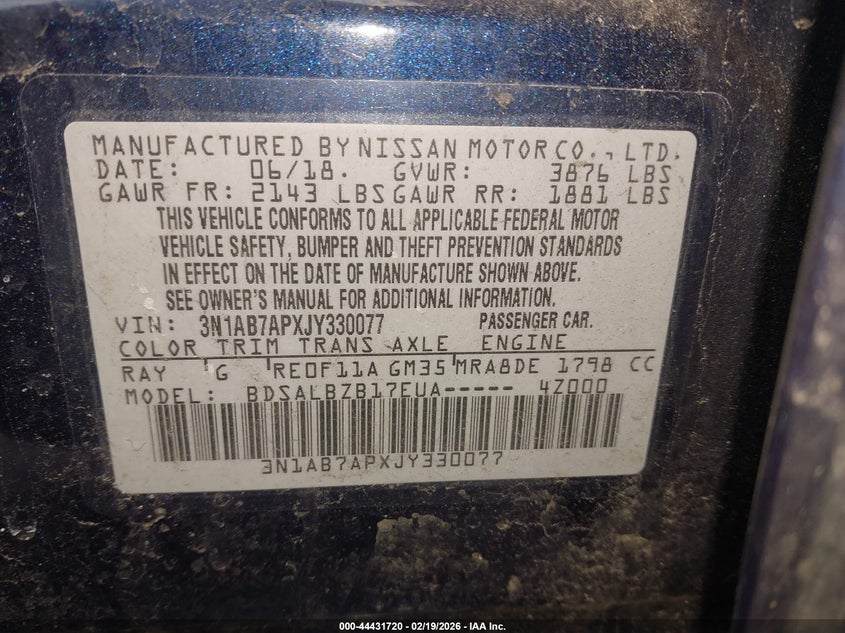 MANUFACTURED BY NISSAN MOTOR CO., LTD.
DATE: 06/18. GVWR: 3876 LBS
GAWR FR: 2143 LBS GAWR RR: 1881 LBS
THIS VEHICLE CONFORMS TO ALL APPLICABLE FEDERAL MOTOR
VEHICLE SAFETY, BUMPER AND THEFT PREVENTION STANDARDS
IN EFFECT ON THE DATE OF MANUFACTURE SHOWN ABOVE.
SEE OWNER'S MANUAL FOR ADDITIONAL INFORMATION.
VIN: 3N1AB7APXJY330077 PASSENGER CAR.
COLOR TRIM TRANS AXLE ENGINE
RAY G RE0F11A GM35 MRA8DE 1798 CC
MODEL: BDSALBZB17EUA----- 4Z000
3N1AB7APXJY330077
000-44431720 — 02/19/2026 — IAA Inc.